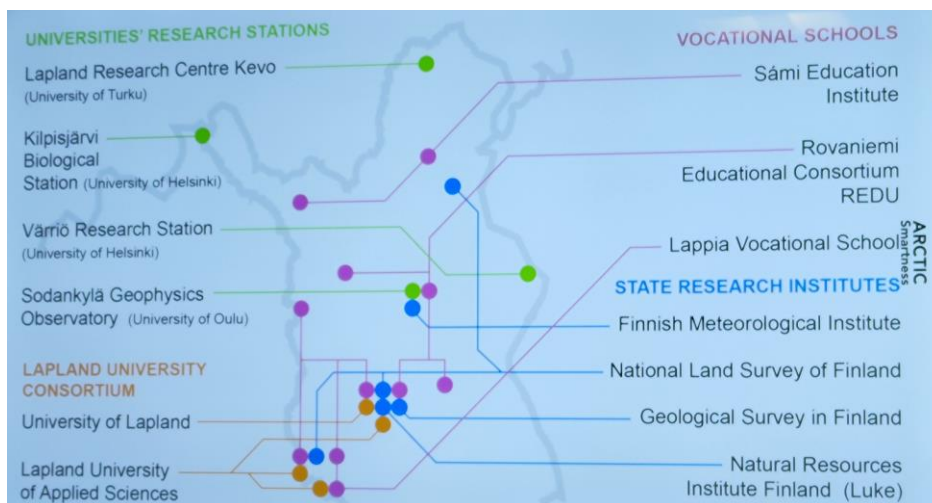 UNIVERSITIES' RESEARCH STATIONS
Lapland Research Centre Kevo
(University of Turku)
Kilpisjärvi
Biological
Station (University of Helsinki)
Värriö Research Station
(University of Helsinki)
Sodankylä Geophysics
Observatory (University of Oulu)
LAPLAND UNIVERSITY
CONSORTIUM
University of Lapland
Lapland University
of Applied Sciences
VOCATIONAL SCHOOLS
Sámi Education
Institute
Rovaniemi
Educational Consortium
REDU
Lappia Vocational School
STATE RESEARCH INSTITUTES
Finnish Meteorological Institute
National Land Survey of Finland
Geological Survey in Finland
Natural Resources
Institute Finland (Luke)
ARCTIC
Smartness